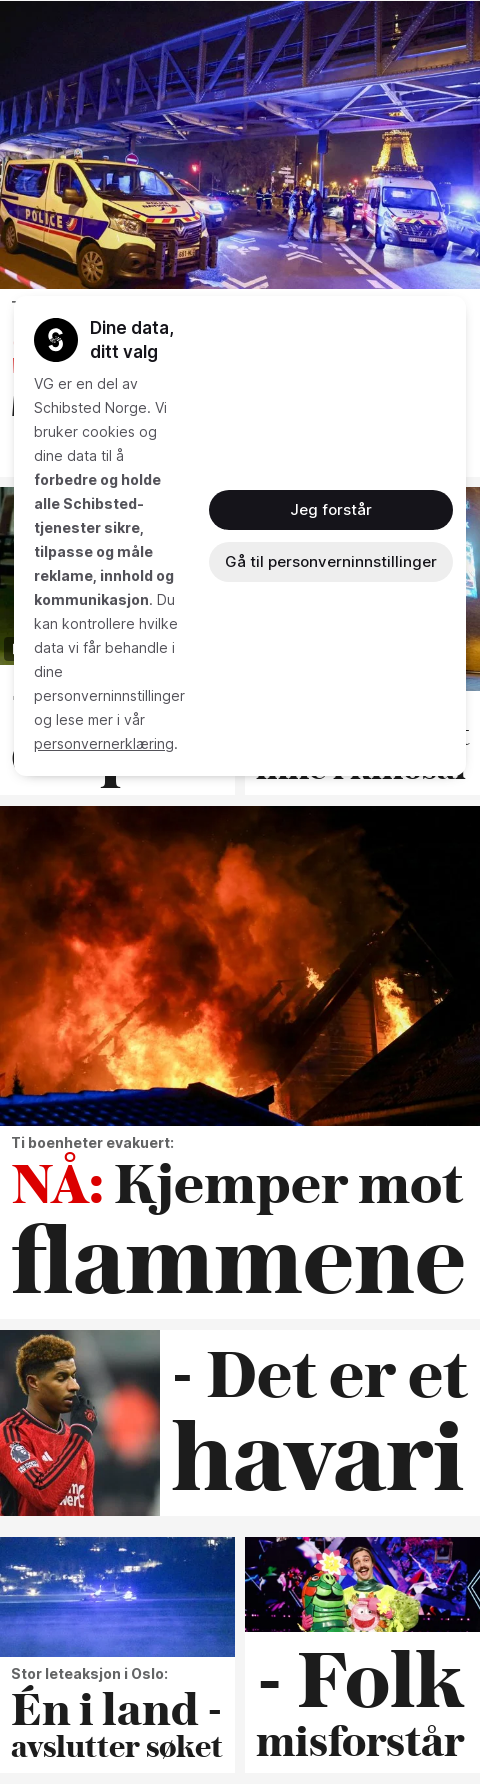 POLICE
Dine data,
ditt valg
VG er en del av
Schibsted Norge. Vi
bruker cookies og
dine data til å
forbedre og holde
alle Schibsted-
tjenester sikre,
tilpasse og måle
reklame, innhold og
kommunikasjon. Du
kan kontrollere hvilke
data vi får behandle i
dine
personverninnstillinger
og lese mer i vår
personvernerklæring.
Jeg forstår
Gå til personverninnstillinger
Ti boenheter evakuert:
NÅ: Kjemper mot
flammene
- Det er et
havari
Stor leteaksjon i Oslo:
Én i land -
avslutter søket
- Folk
misforstår